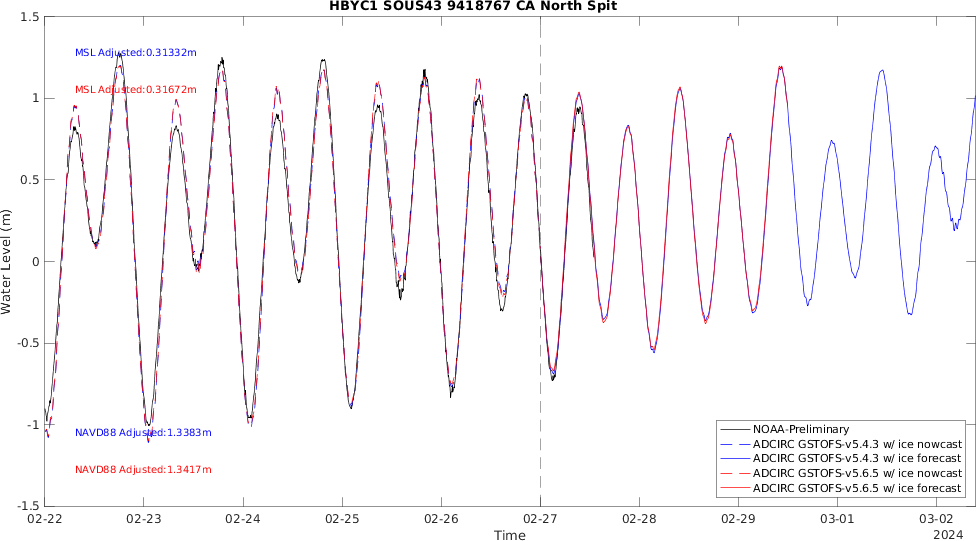 HBYC1 SOUS43 9418767 CA North Spit
1.5
1
0.5
0
-0.5
-1
-1.5
Water Level (m)
MSL Adjusted:0.31332m
MSL Adjusted:0.31672m
NAVD88 Adjusted:1.3383m
NAVD88 Adjusted:1.3417m
NOAA-Preliminary
ADCIRC GSTOFS-v5.4.3 w/ ice nowcast
ADCIRC GSTOFS-v5.4.3 w/ ice forecast
ADCIRC GSTOFS-v5.6.5 w/ ice nowcast
ADCIRC GSTOFS-v5.6.5 w/ ice forecast
02-22 02-23 02-24 02-25 02-26 02-27 02-28 02-29 03-01 03-02
Time
2024